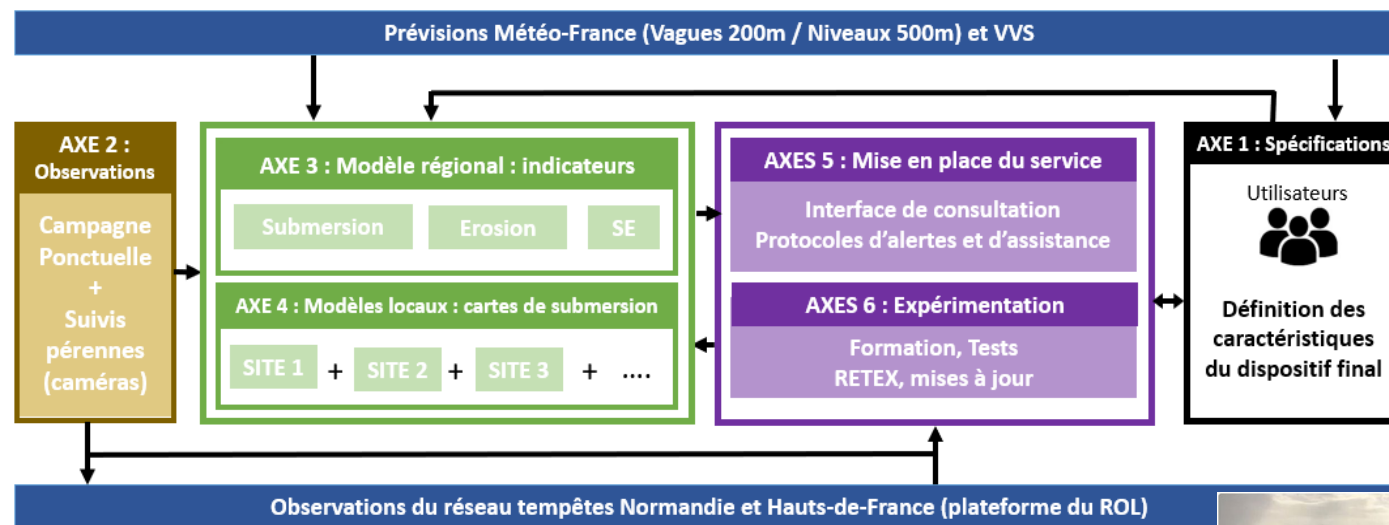 Prévisions Météo-France (Vagues 200m / Niveaux 500m) et VVS
AXE 2 :
Observations
Campagne
Ponctuelle
+
Suivis
pérennes
(caméras)
AXE 3 : Modèle régional : indicateurs
Submersion
Erosion
SE
AXE 4 : Modèles locaux : cartes de submersion
SITE 1 + SITE 2 + SITE 3 + ....
AXES 5 : Mise en place du service
Interface de consultation
Protocoles d'alertes et d'assistance
AXES 6 : Expérimentation
Formation, Tests
RETEX, mises à jour
AXE 1 : Spécifications
Utilisateurs
Définition des
caractéristiques
du dispositif final
Observations du réseau tempêtes Normandie et Hauts-de-France (plateforme du ROL)